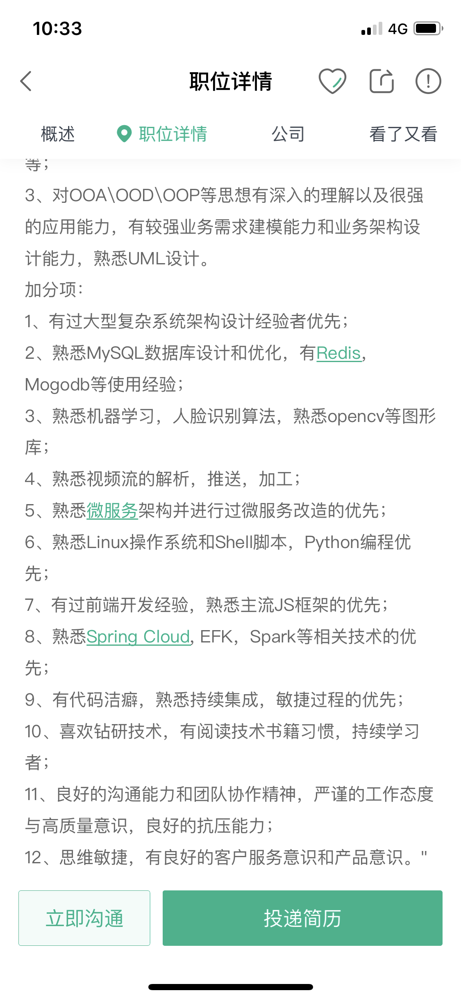 10:33
4G
职位详情
概述
职位详情
公司
看了又看
等；
3、对OOA\OOD\OOP等思想有深入的理解以及很强
的应用能力，有较强业务需求建模能力和业务架构设
计能力，熟悉UML设计。
加分项：
1、有过大型复杂系统架构设计经验者优先；
2、熟悉MySQL数据库设计和优化，有Redis，
Mogodb等使用经验；
3、熟悉机器学习，人脸识别算法，熟悉opencv等图形
库；
4、熟悉视频流的解析，推送，加工；
5、熟悉微服务架构并进行过微服务改造的优先；
6、熟悉Linux操作系统和Shell脚本，Python编程优
先；
7、有过前端开发经验，熟悉主流JS框架的优先；
8、熟悉Spring Cloud, EFK，Spark等相关技术的优
先；
9、有代码洁癖，熟悉持续集成，敏捷过程的优先；
10、喜欢钻研技术，有阅读技术书籍习惯，持续学习
者；
11、良好的沟通能力和团队协作精神，严谨的工作态度
与高质量意识，良好的抗压能力；
12、思维敏捷，有良好的客户服务意识和产品意识。"
立即沟通
投递简历